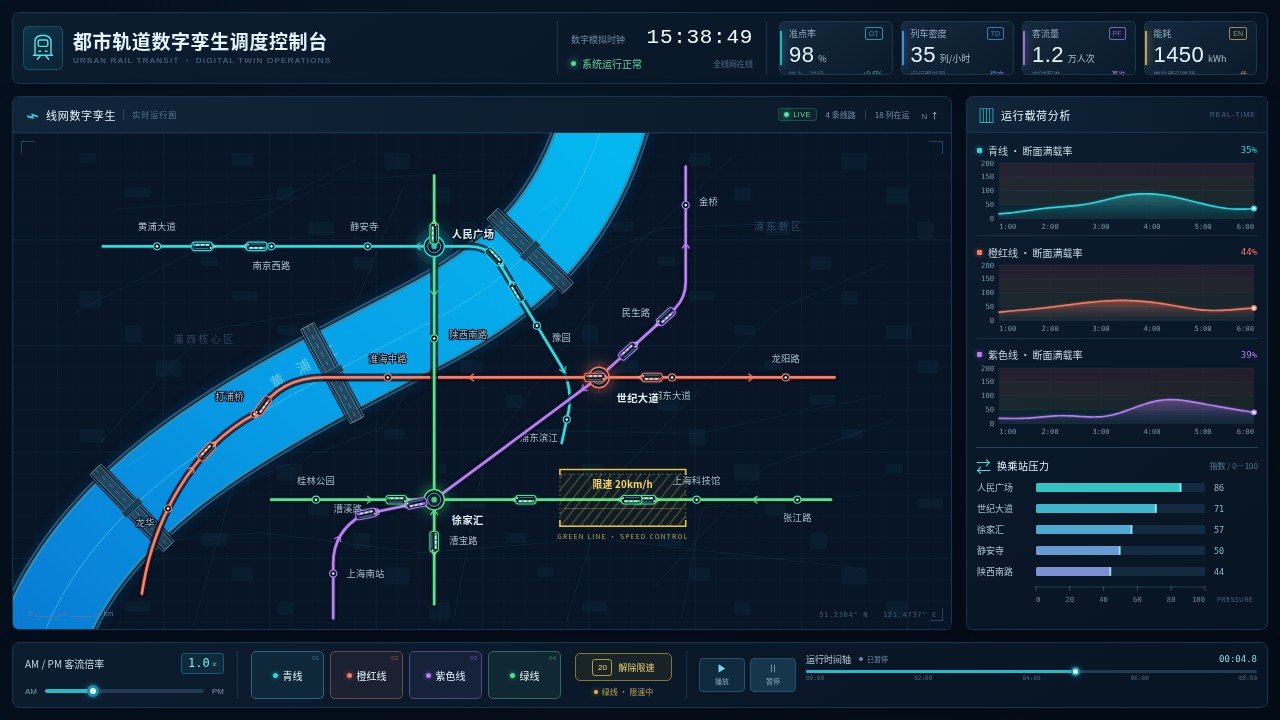 都市轨道数字孪生调度控制台
URBAN RAIL TRANSIT · DIGITAL TWIN OPERATIONS
数字模拟时钟 15:38:49
系统运行正常 全线网在线
准点率 OT
98 %
列车密度 TD
35 列/小时
客流量 PF
1.2 万人次
能耗 EN
1450 kWh
线网数字孪生 实时运行图
LIVE 4 条线路 18 列在运 N ↑
金桥
黄浦大道
静安寺
人民广场
浦东新区
南京西路
民生路
浦西核心区
陕西南路
豫园
黄 浦
淮海中路
龙阳路
打浦桥
世纪大道
浦东大道
浦东滨江
桂林公园
限速 20km/h
上海科技馆
漕溪路
龙华
徐家汇
张江路
漕宝路
GREEN LINE · SPEED CONTROL
上海南站
km
31.2304° N 121.4737° E
运行载荷分析 REAL-TIME
青线 · 断面满载率 35%
200
150
100
50
0
1:00 2:00 3:00 4:00 5:00 6:00
橙红线 · 断面满载率 44%
200
150
100
50
0
1:00 2:00 3:00 4:00 5:00 6:00
紫色线 · 断面满载率 39%
200
150
100
50
0
1:00 2:00 3:00 4:00 5:00 6:00
换乘站压力 指数 / 0—100
人民广场 86
世纪大道 71
徐家汇 57
静安寺 50
陕西南路 44
0 20 40 60 80 100 PRESSURE
AM / PM 客流倍率 1.0×
AM PM
01 青线
02 橙红线
03 紫色线
04 绿线
20 解除限速
绿线 · 限速中
播放
暂停
运行时间轴 已暂停 00:04.8
00:00 02:00 04:00 06:00 08:00